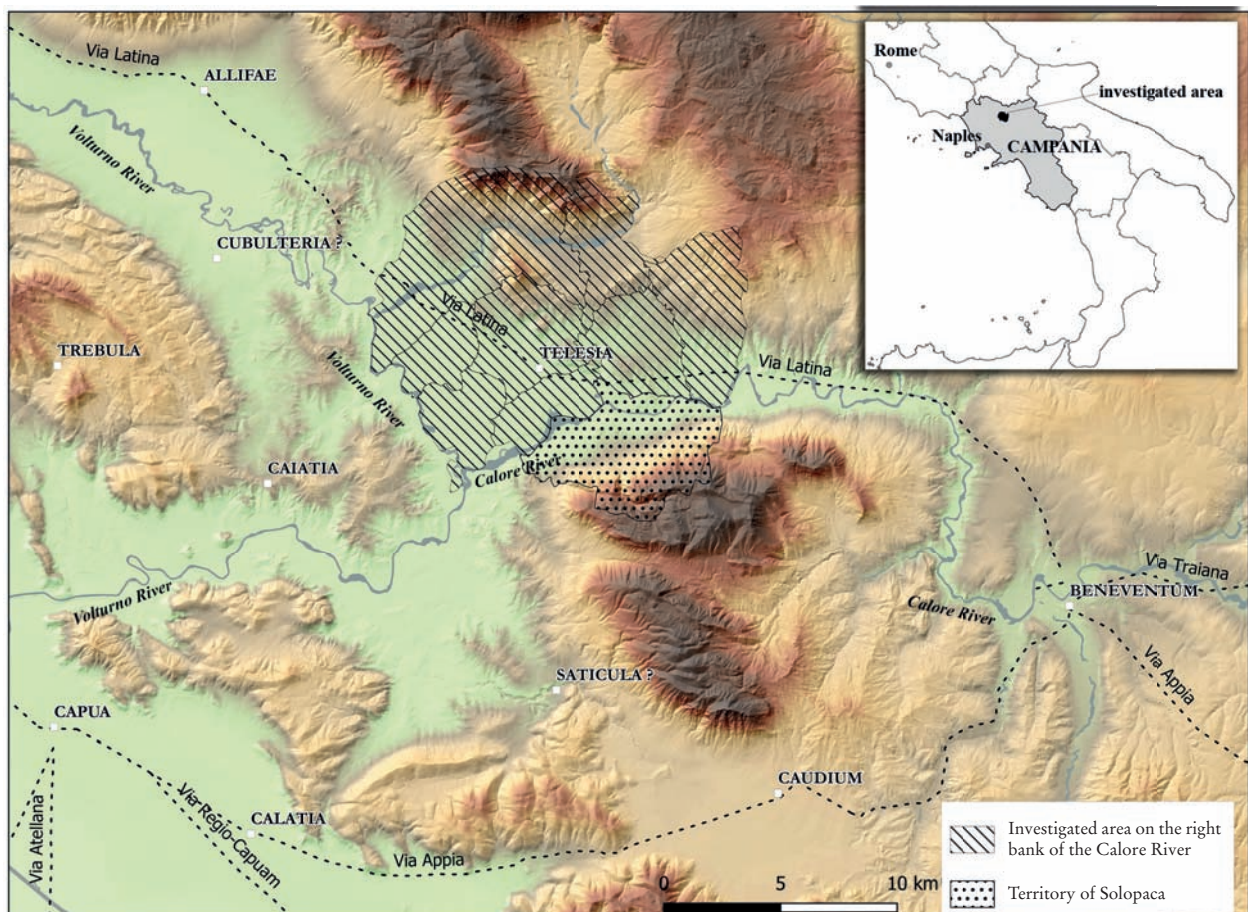 Via Latina
ALLIFAE
Volturno River
CUBULTERIA ?
TREBULA
Volturno River
Via Latina
TELESIA
Via Latina
CAIATIA
Calore River
Volturno River
Via Traiana
BENEVENTUM
Calore River
Via Appia
SATICULA ?
CAPUA
CAUDIUM
Via Atellana
Via Regio-Capuam
CALATIA
Via Appia
Rome
investigated area
Naples
CAMPANIA
0 5 10 km
Investigated area on the right
bank of the Calore River
Territory of Solopaca